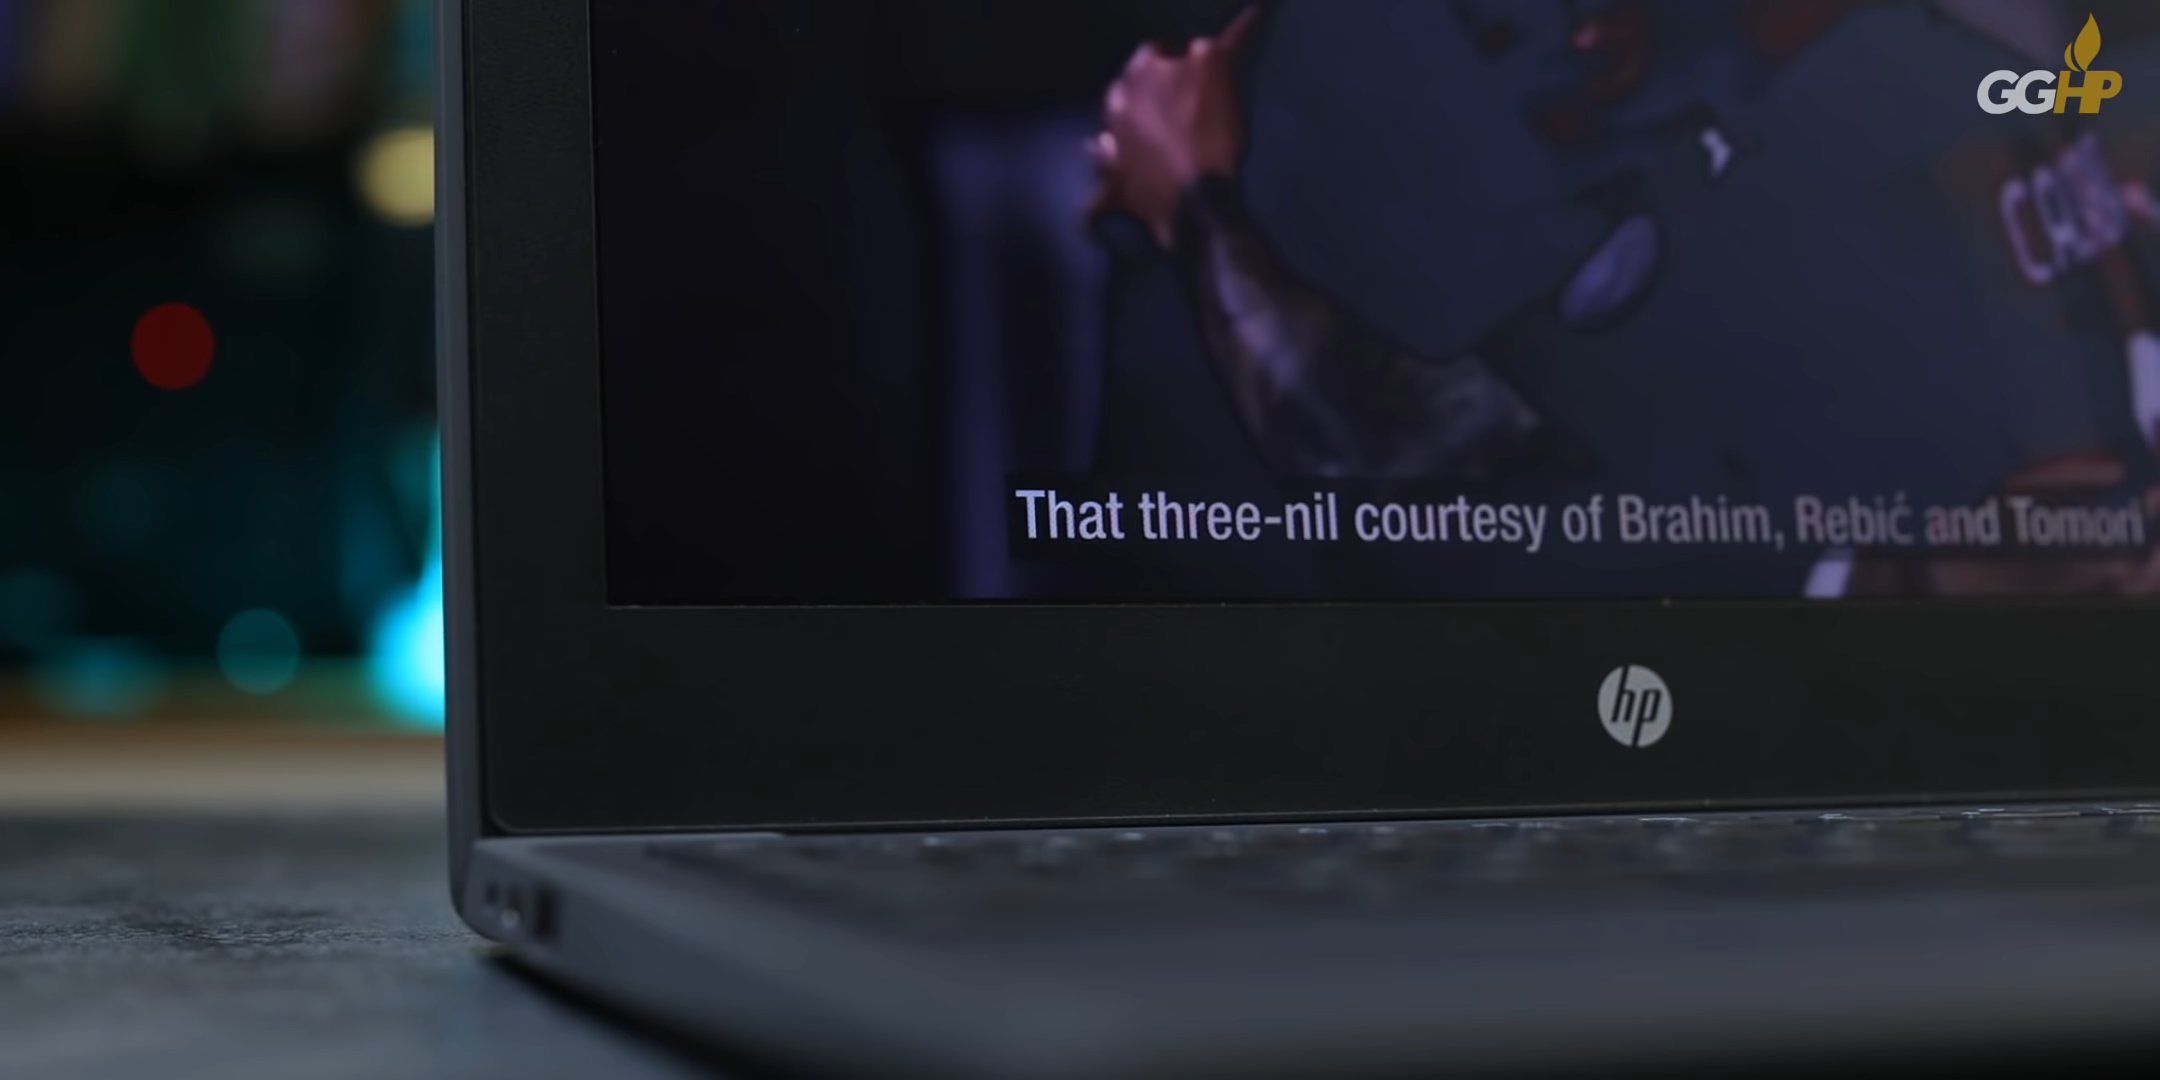 GGHP
That three-nil courtesy of Brahim, Rebić and Tomori
hp